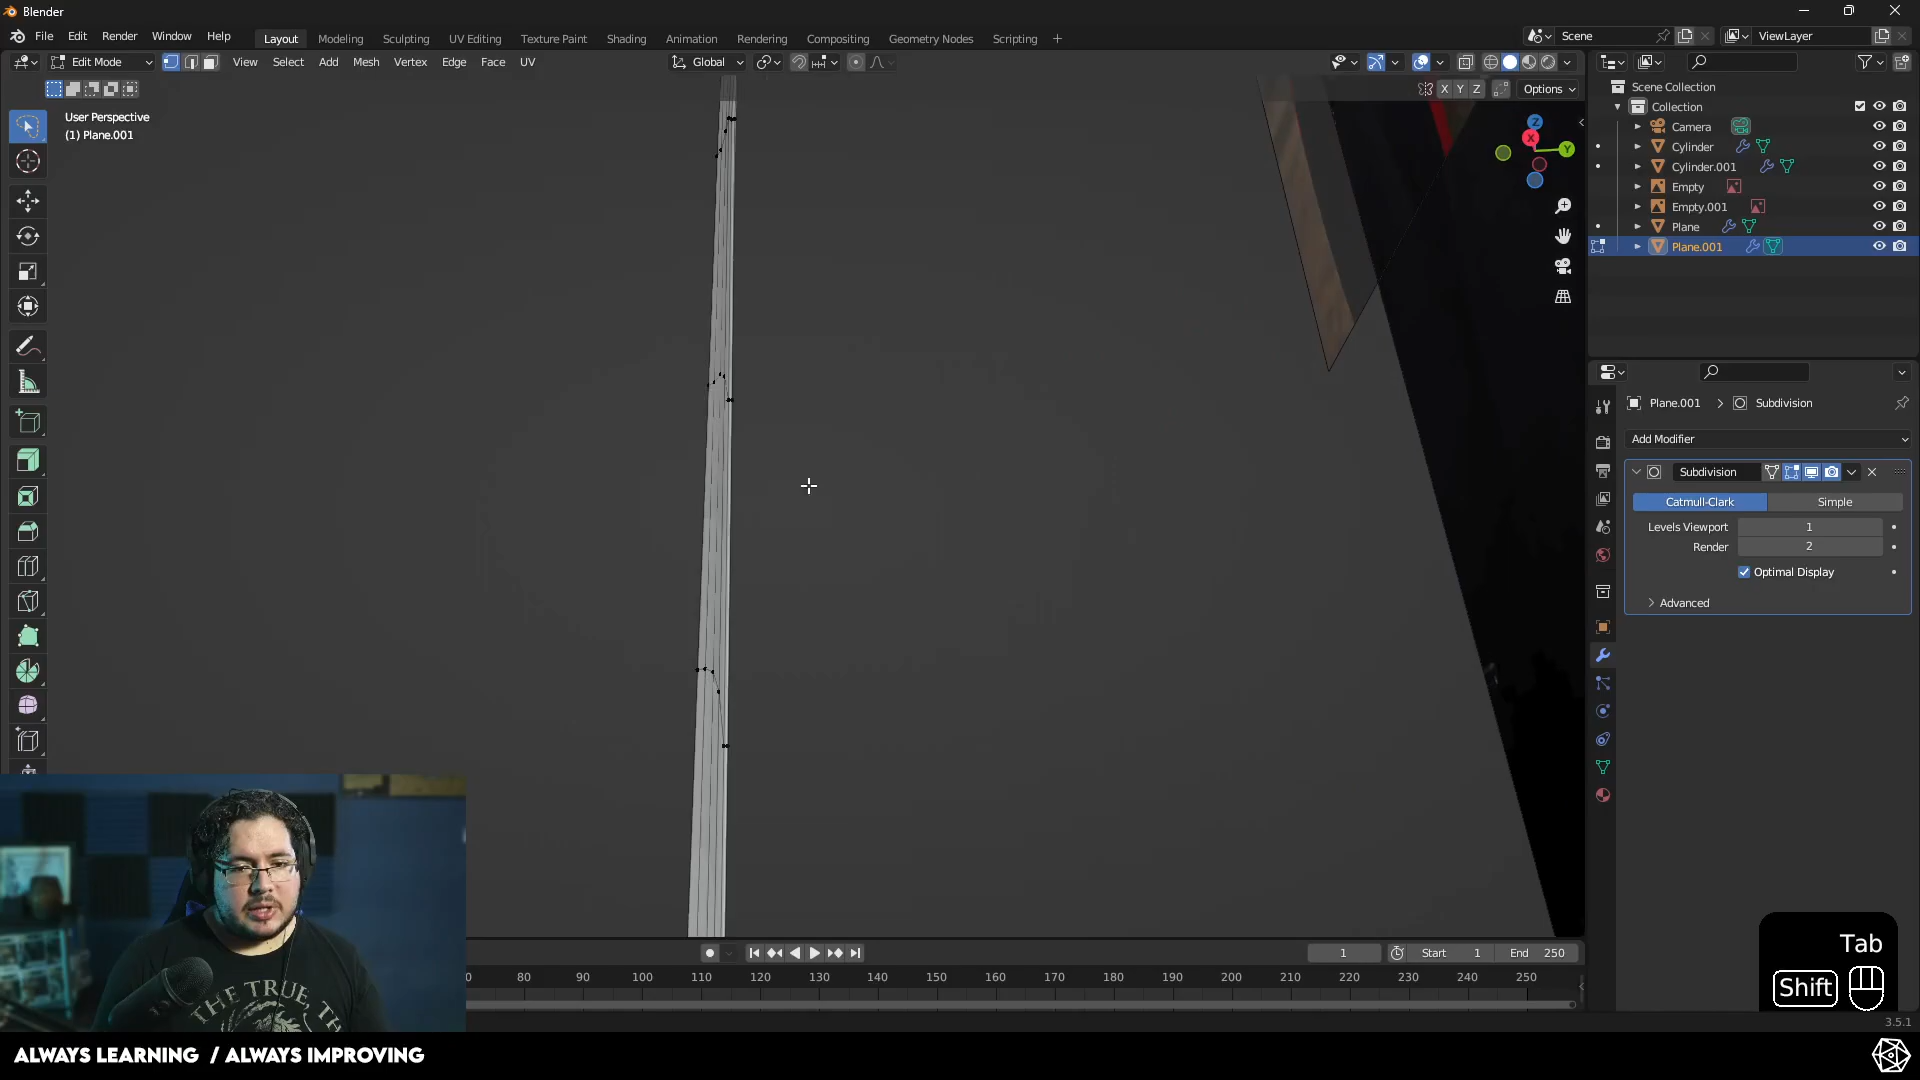 Blender
File Edit Render Window Help
Layout Modeling Sculpting UV Editing Texture Paint Shading Animation Rendering Compositing Geometry Nodes Scripting +
Scene
ViewLayer
Edit Mode
View Select Add Mesh Vertex Edge Face UV
Global
X Y Z
Options
User Perspective
(1) Plane.001
Z
X
Y
Scene Collection
Collection
Camera
Cylinder
Cylinder.001
Empty
Empty.001
Plane
Plane.001
Plane.001 > Subdivision
Add Modifier
Subdivision
Catmull-Clark Simple
Levels Viewport 1
Render 2
Optimal Display
Advanced
1 Start 1 End 250
80 90 100 110 120 130 140 150 160 170 180 190 200 210 220 230 240 250
THE TRUE, TH
Tab
Shift
3.5.1
ALWAYS LEARNING / ALWAYS IMPROVING